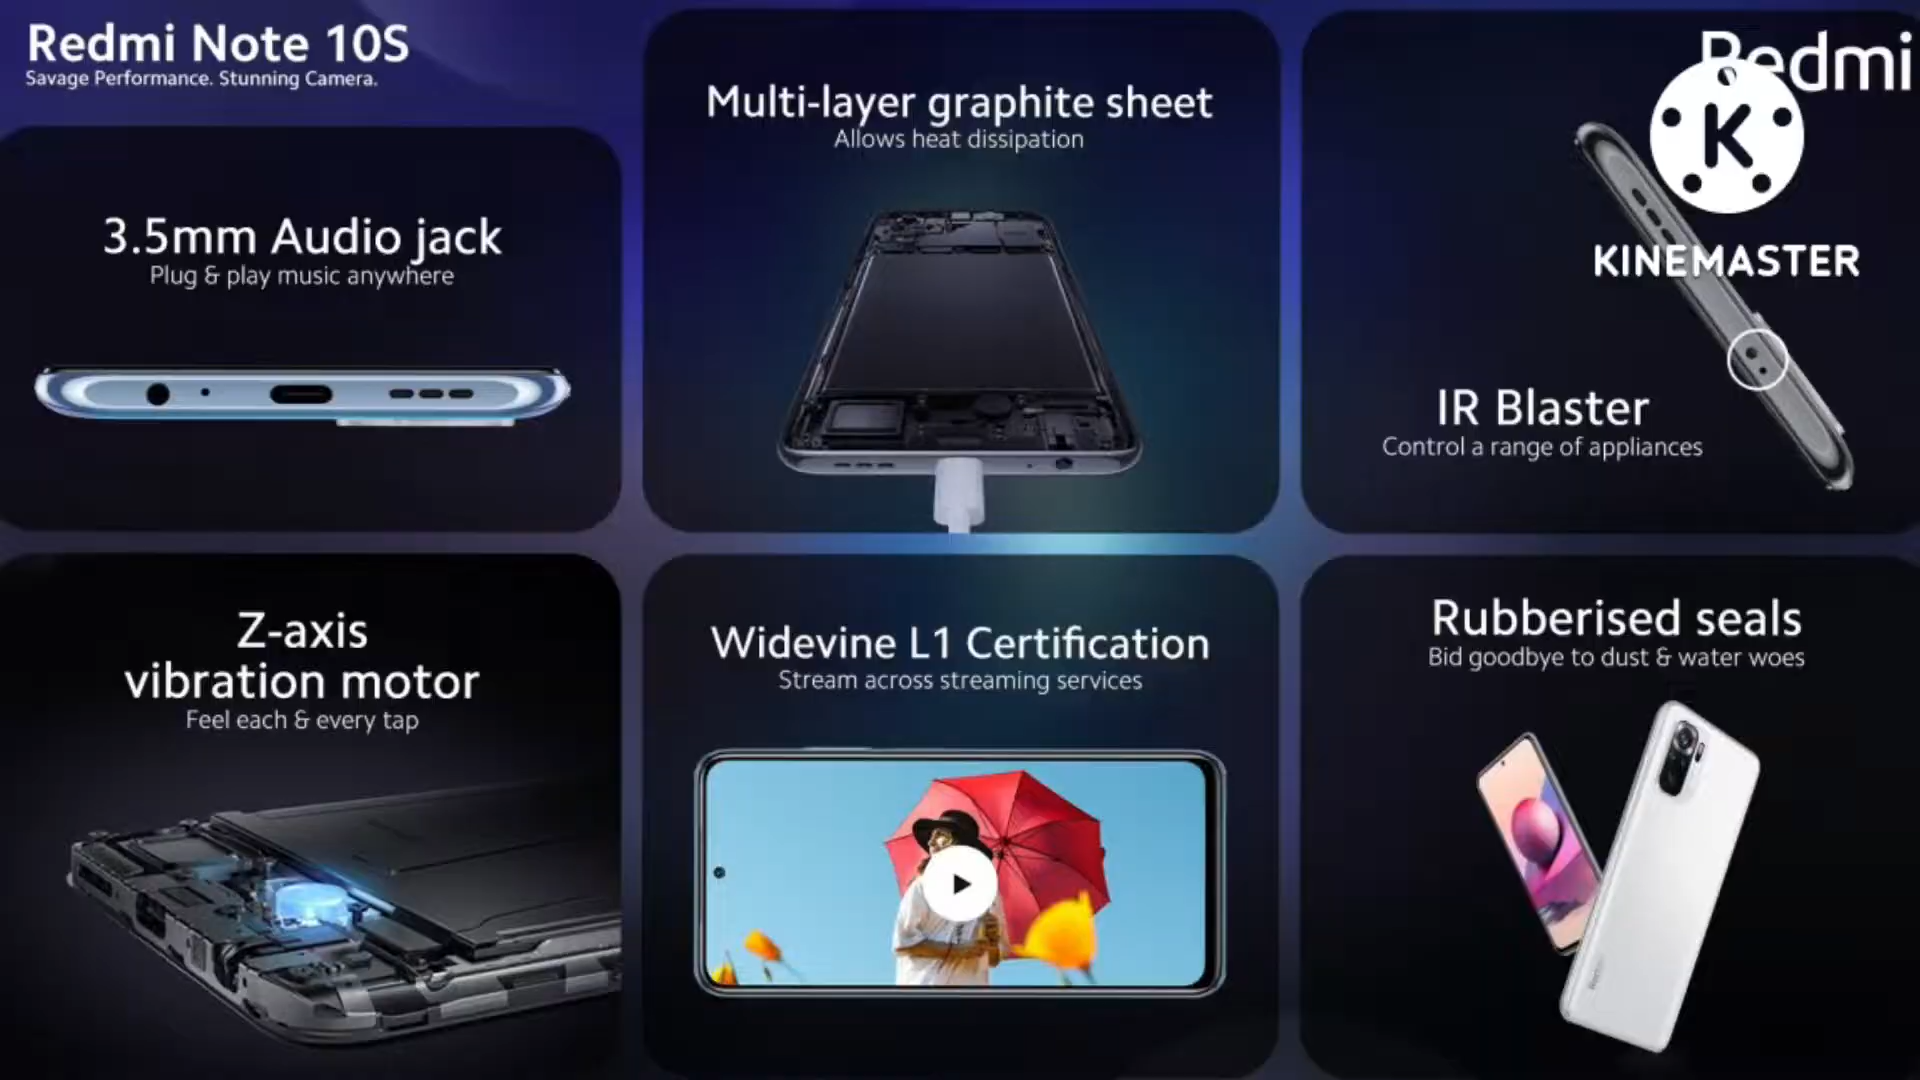 Redmi Note 10S
Savage Performance. Stunning Camera.
Redmi
K
KINEMASTER
3.5mm Audio jack
Plug & play music anywhere
Multi-layer graphite sheet
Allows heat dissipation
IR Blaster
Control a range of appliances
Z-axis
vibration motor
Feel each & every tap
Widevine L1 Certification
Stream across streaming services
Rubberised seals
Bid goodbye to dust & water woes